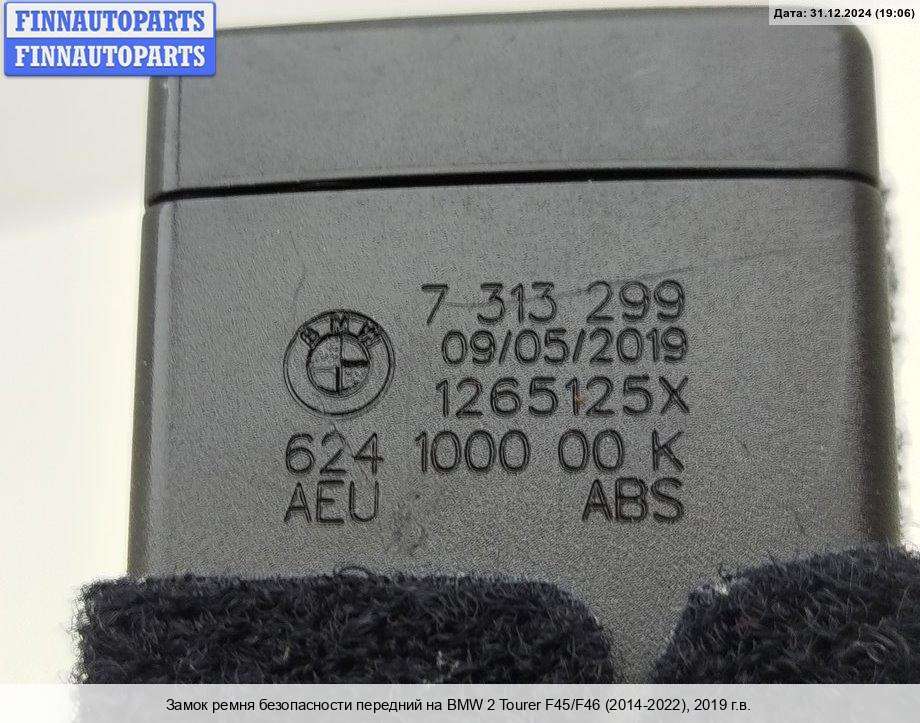 FINNAUTOPARTS
FINNAUTOPARTS
Дата: 31.12.2024 (19:06)
BMW
7 313 299
09/05/2019
1265125X
624 1000 00 K
AEU ABS
Замок ремня безопасности передний на BMW 2 Tourer F45/F46 (2014-2022), 2019 г.в.